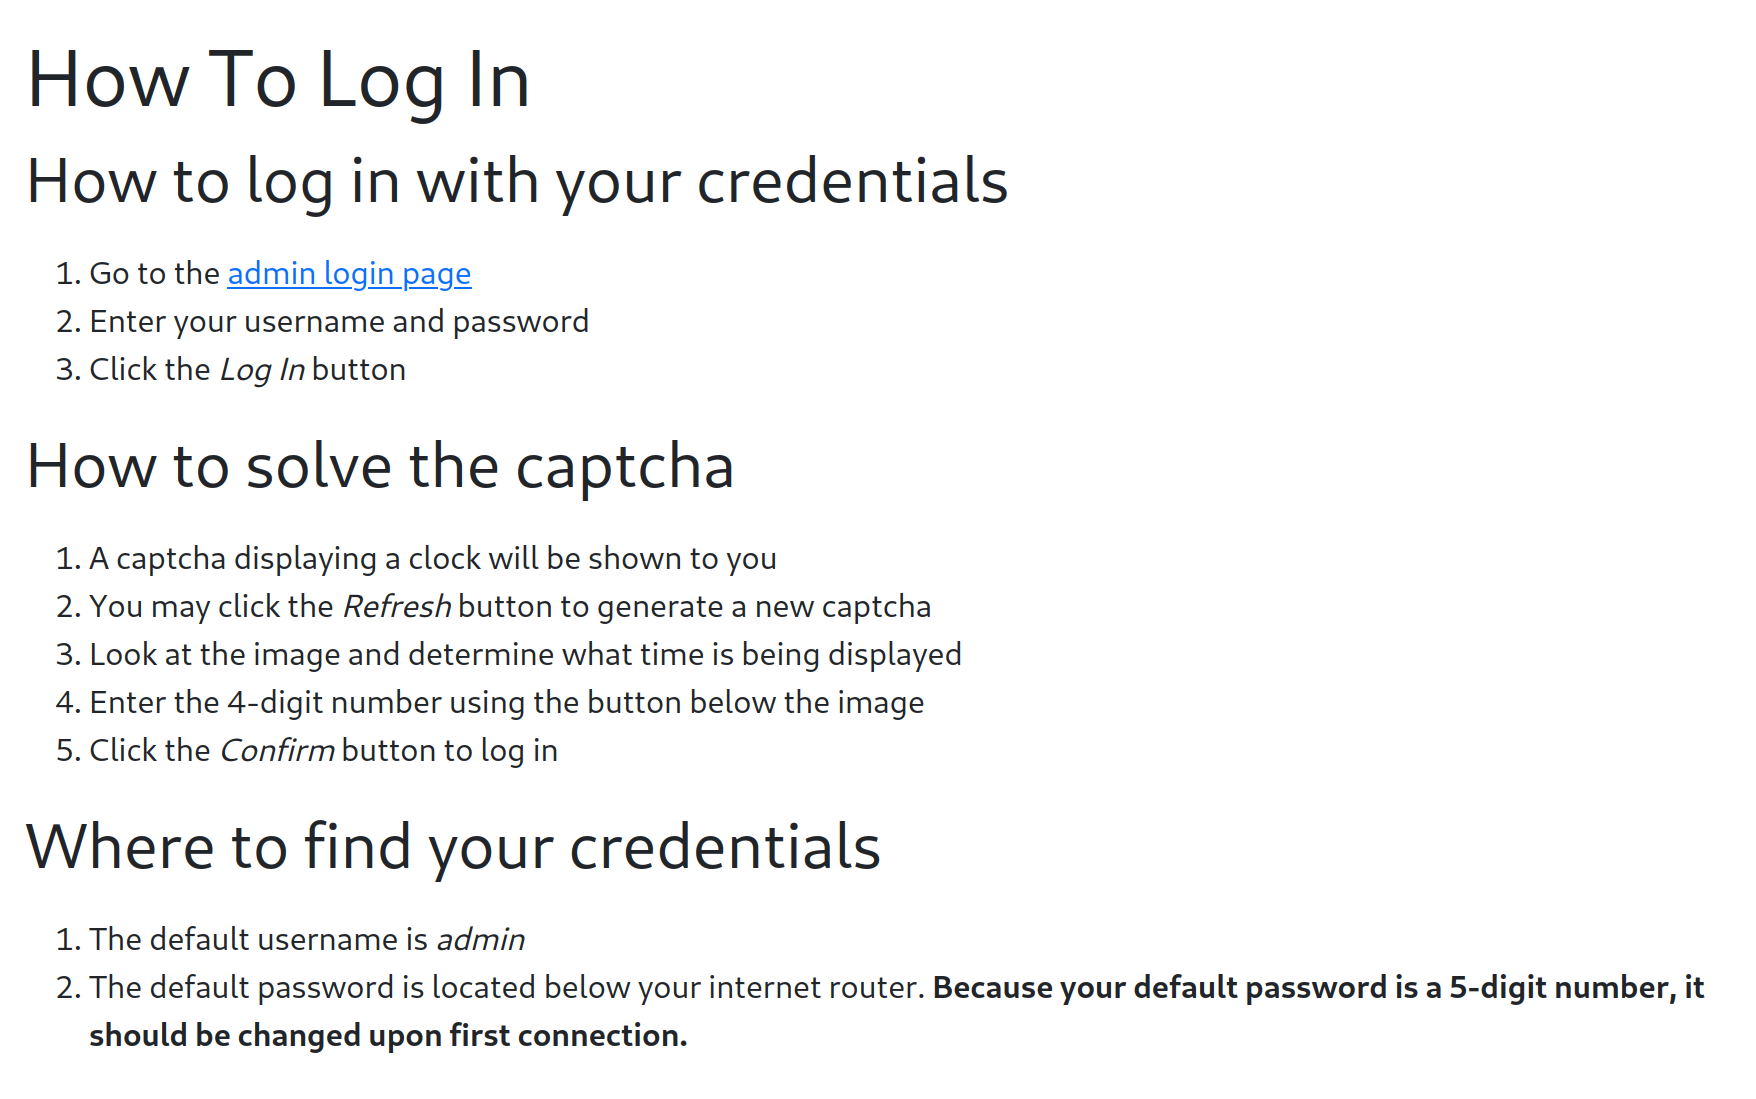 How To Log In
How to log in with your credentials
1. Go to the admin login page
2. Enter your username and password
3. Click the Log In button
How to solve the captcha
1. A captcha displaying a clock will be shown to you
2. You may click the Refresh button to generate a new captcha
3. Look at the image and determine what time is being displayed
4. Enter the 4-digit number using the button below the image
5. Click the Confirm button to log in
Where to find your credentials
1. The default username is admin
2. The default password is located below your internet router. Because your default password is a 5-digit number, it
should be changed upon first connection.